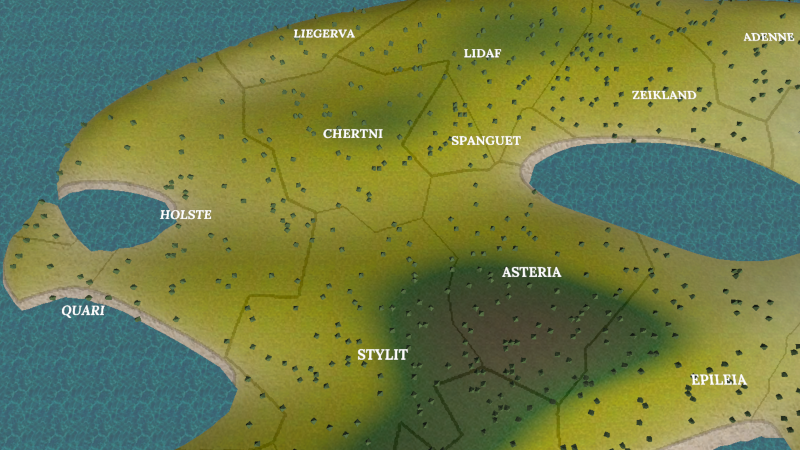 LIEGERVA
ADENNE
LIDAF
ZEIKLAND
CHERTNI
SPANGUET
HOLSTE
ASTERIA
QUARI
STYLIT
EPILEIA